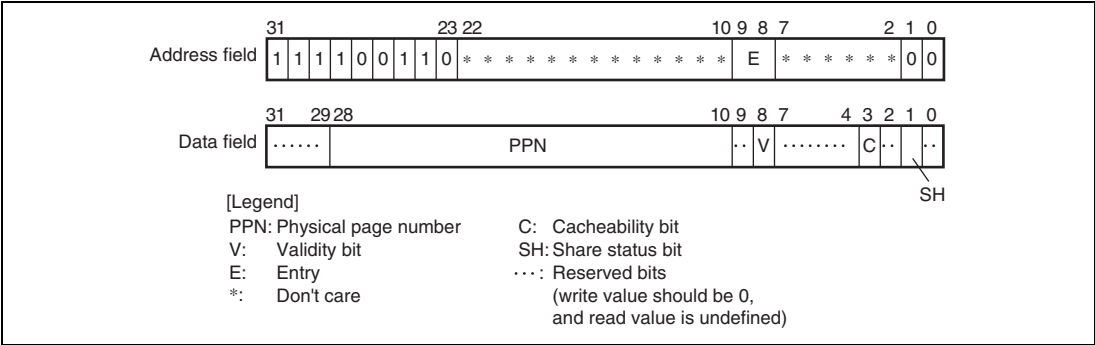 31 23 22 10 9 8 7 2 1 0
Address field 1 1 1 1 0 0 1 1 0 * * * * * * * * * * * * * E * * * * * * 0 0
31 29 28 10 9 8 7 4 3 2 1 0
Data field ······ PPN ·· V ········ C ·· ··
SH
[Legend]
PPN: Physical page number C: Cacheability bit
V: Validity bit SH: Share status bit
E: Entry ···: Reserved bits
*: Don't care (write value should be 0,
and read value is undefined)